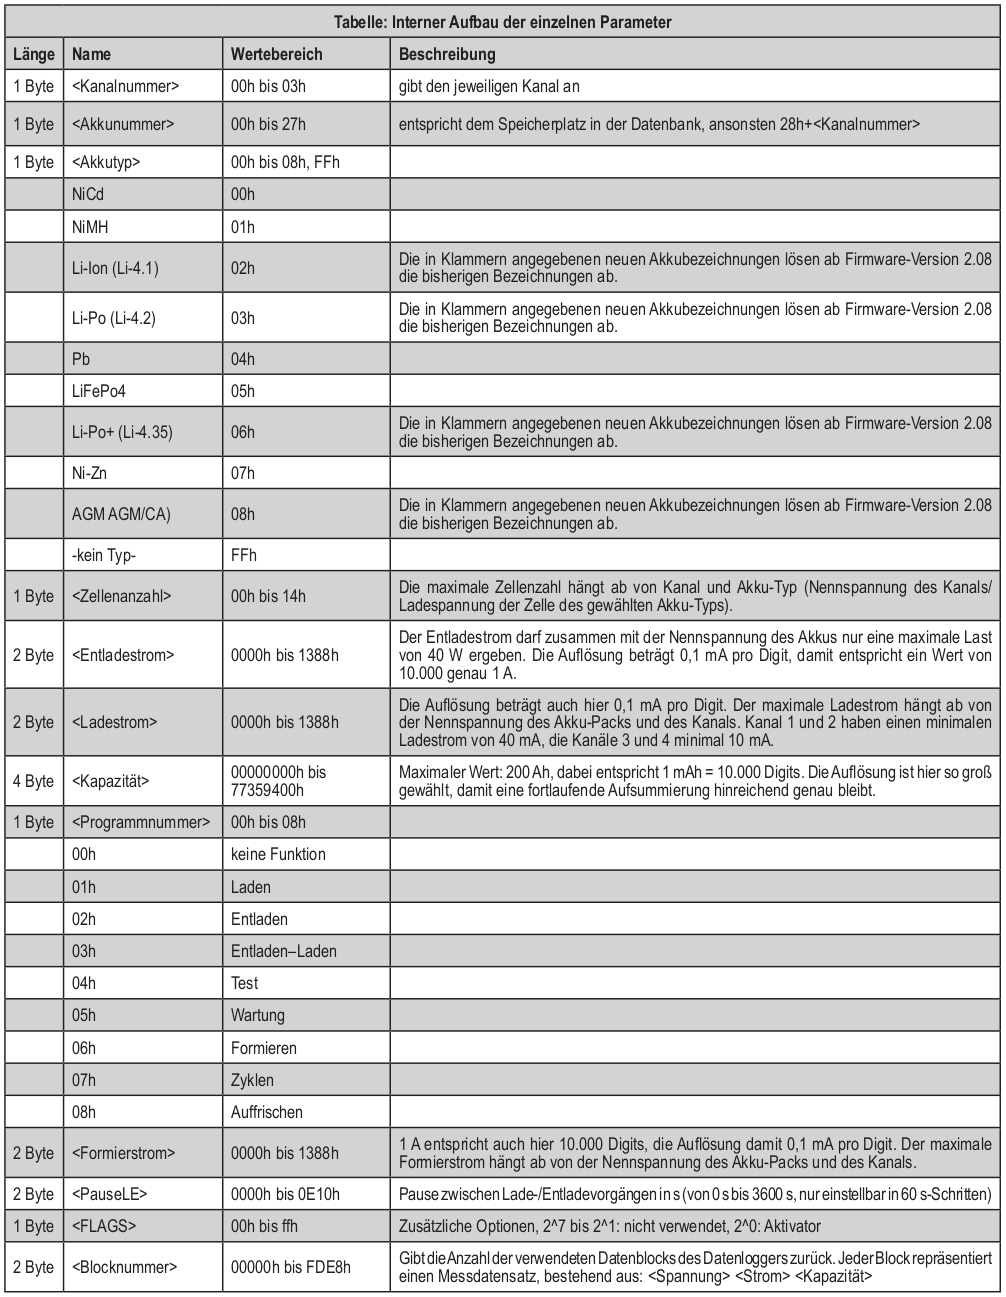 Tabelle: Interner Aufbau der einzelnen Parameter
Länge Name Wertebereich Beschreibung
1 Byte <Kanalnummer> 00h bis 03h gibt den jeweiligen Kanal an
1 Byte <Akkunummer> 00h bis 27h entspricht dem Speicherplatz in der Datenbank, ansonsten 28h+<Kanalnummer>
1 Byte <Akkutyp> 00h bis 08h, FFh
NiCd 00h
NiMH 01h
Li-Ion (Li-4.1) 02h Die in Klammern angegebenen neuen Akkubezeichnungen lösen ab Firmware-Version 2.08
die bisherigen Bezeichnungen ab.
Li-Po (Li-4.2) 03h Die in Klammern angegebenen neuen Akkubezeichnungen lösen ab Firmware-Version 2.08
die bisherigen Bezeichnungen ab.
Pb 04h
LiFePo4 05h
Li-Po+ (Li-4.35) 06h Die in Klammern angegebenen neuen Akkubezeichnungen lösen ab Firmware-Version 2.08
die bisherigen Bezeichnungen ab.
Ni-Zn 07h
AGM AGM/CA) 08h Die in Klammern angegebenen neuen Akkubezeichnungen lösen ab Firmware-Version 2.08
die bisherigen Bezeichnungen ab.
-kein Typ- FFh
1 Byte <Zellenanzahl> 00h bis 14h Die maximale Zellenzahl hängt ab von Kanal und Akku-Typ (Nennspannung des Kanals/
Ladespannung der Zelle des gewählten Akku-Typs).
2 Byte <Entladestrom> 0000h bis 1388h Der Entladestrom darf zusammen mit der Nennspannung des Akkus nur eine maximale Last
von 40 W ergeben. Die Auflösung beträgt 0,1 mA pro Digit, damit entspricht ein Wert von
10.000 genau 1 A.
2 Byte <Ladestrom> 0000h bis 1388h Die Auflösung beträgt auch hier 0,1 mA pro Digit. Der maximale Ladestrom hängt ab von
der Nennspannung des Akku-Packs und des Kanals. Kanal 1 und 2 haben einen minimalen
Ladestrom von 40 mA, die Kanäle 3 und 4 minimal 10 mA.
4 Byte <Kapazität> 00000000h bis
77359400h Maximaler Wert: 200 Ah, dabei entspricht 1 mAh = 10.000 Digits. Die Auflösung ist hier so groß
gewählt, damit eine fortlaufende Aufsummierung hinreichend genau bleibt.
1 Byte <Programmnummer> 00h bis 08h
00h keine Funktion
01h Laden
02h Entladen
03h Entladen–Laden
04h Test
05h Wartung
06h Formieren
07h Zyklen
08h Auffrischen
2 Byte <Formierstrom> 0000h bis 1388h 1 A entspricht auch hier 10.000 Digits, die Auflösung damit 0,1 mA pro Digit. Der maximale
Formierstrom hängt ab von der Nennspannung des Akku-Packs und des Kanals.
2 Byte <PauseLE> 0000h bis 0E10h Pause zwischen Lade-/Entladevorgängen in s (von 0 s bis 3600 s, nur einstellbar in 60 s-Schritten)
1 Byte <FLAGS> 00h bis ffh Zusätzliche Optionen, 2^7 bis 2^1: nicht verwendet, 2^0: Aktivator
2 Byte <Blocknummer> 00000h bis FDE8h Gibt die Anzahl der verwendeten Datenblocks des Datenloggers zurück. Jeder Block repräsentiert
einen Messdatensatz, bestehend aus: <Spannung> <Strom> <Kapazität>